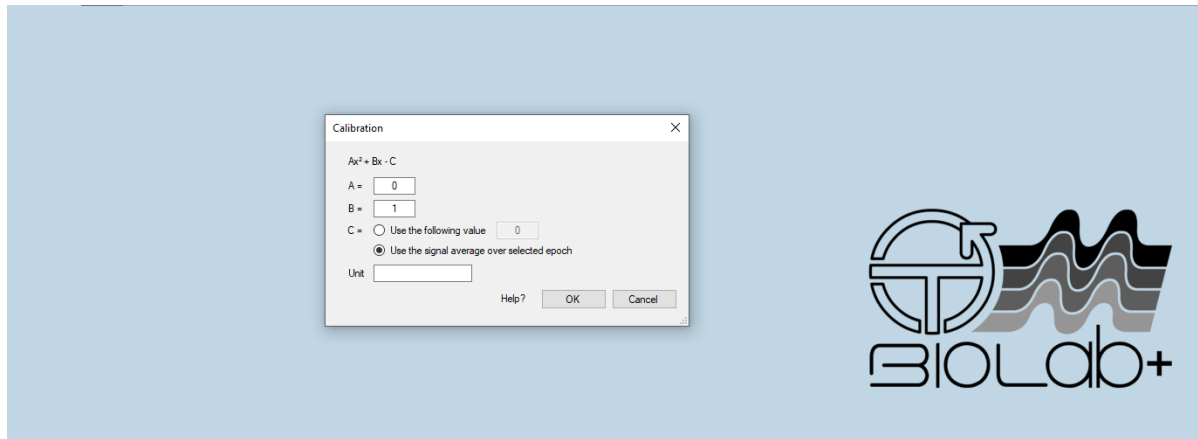 Calibration
Ax² + Bx - C
A = 0
B = 1
C = Use the following value 0
Use the signal average over selected epoch
Unit
Help? OK Cancel
BIOLab+